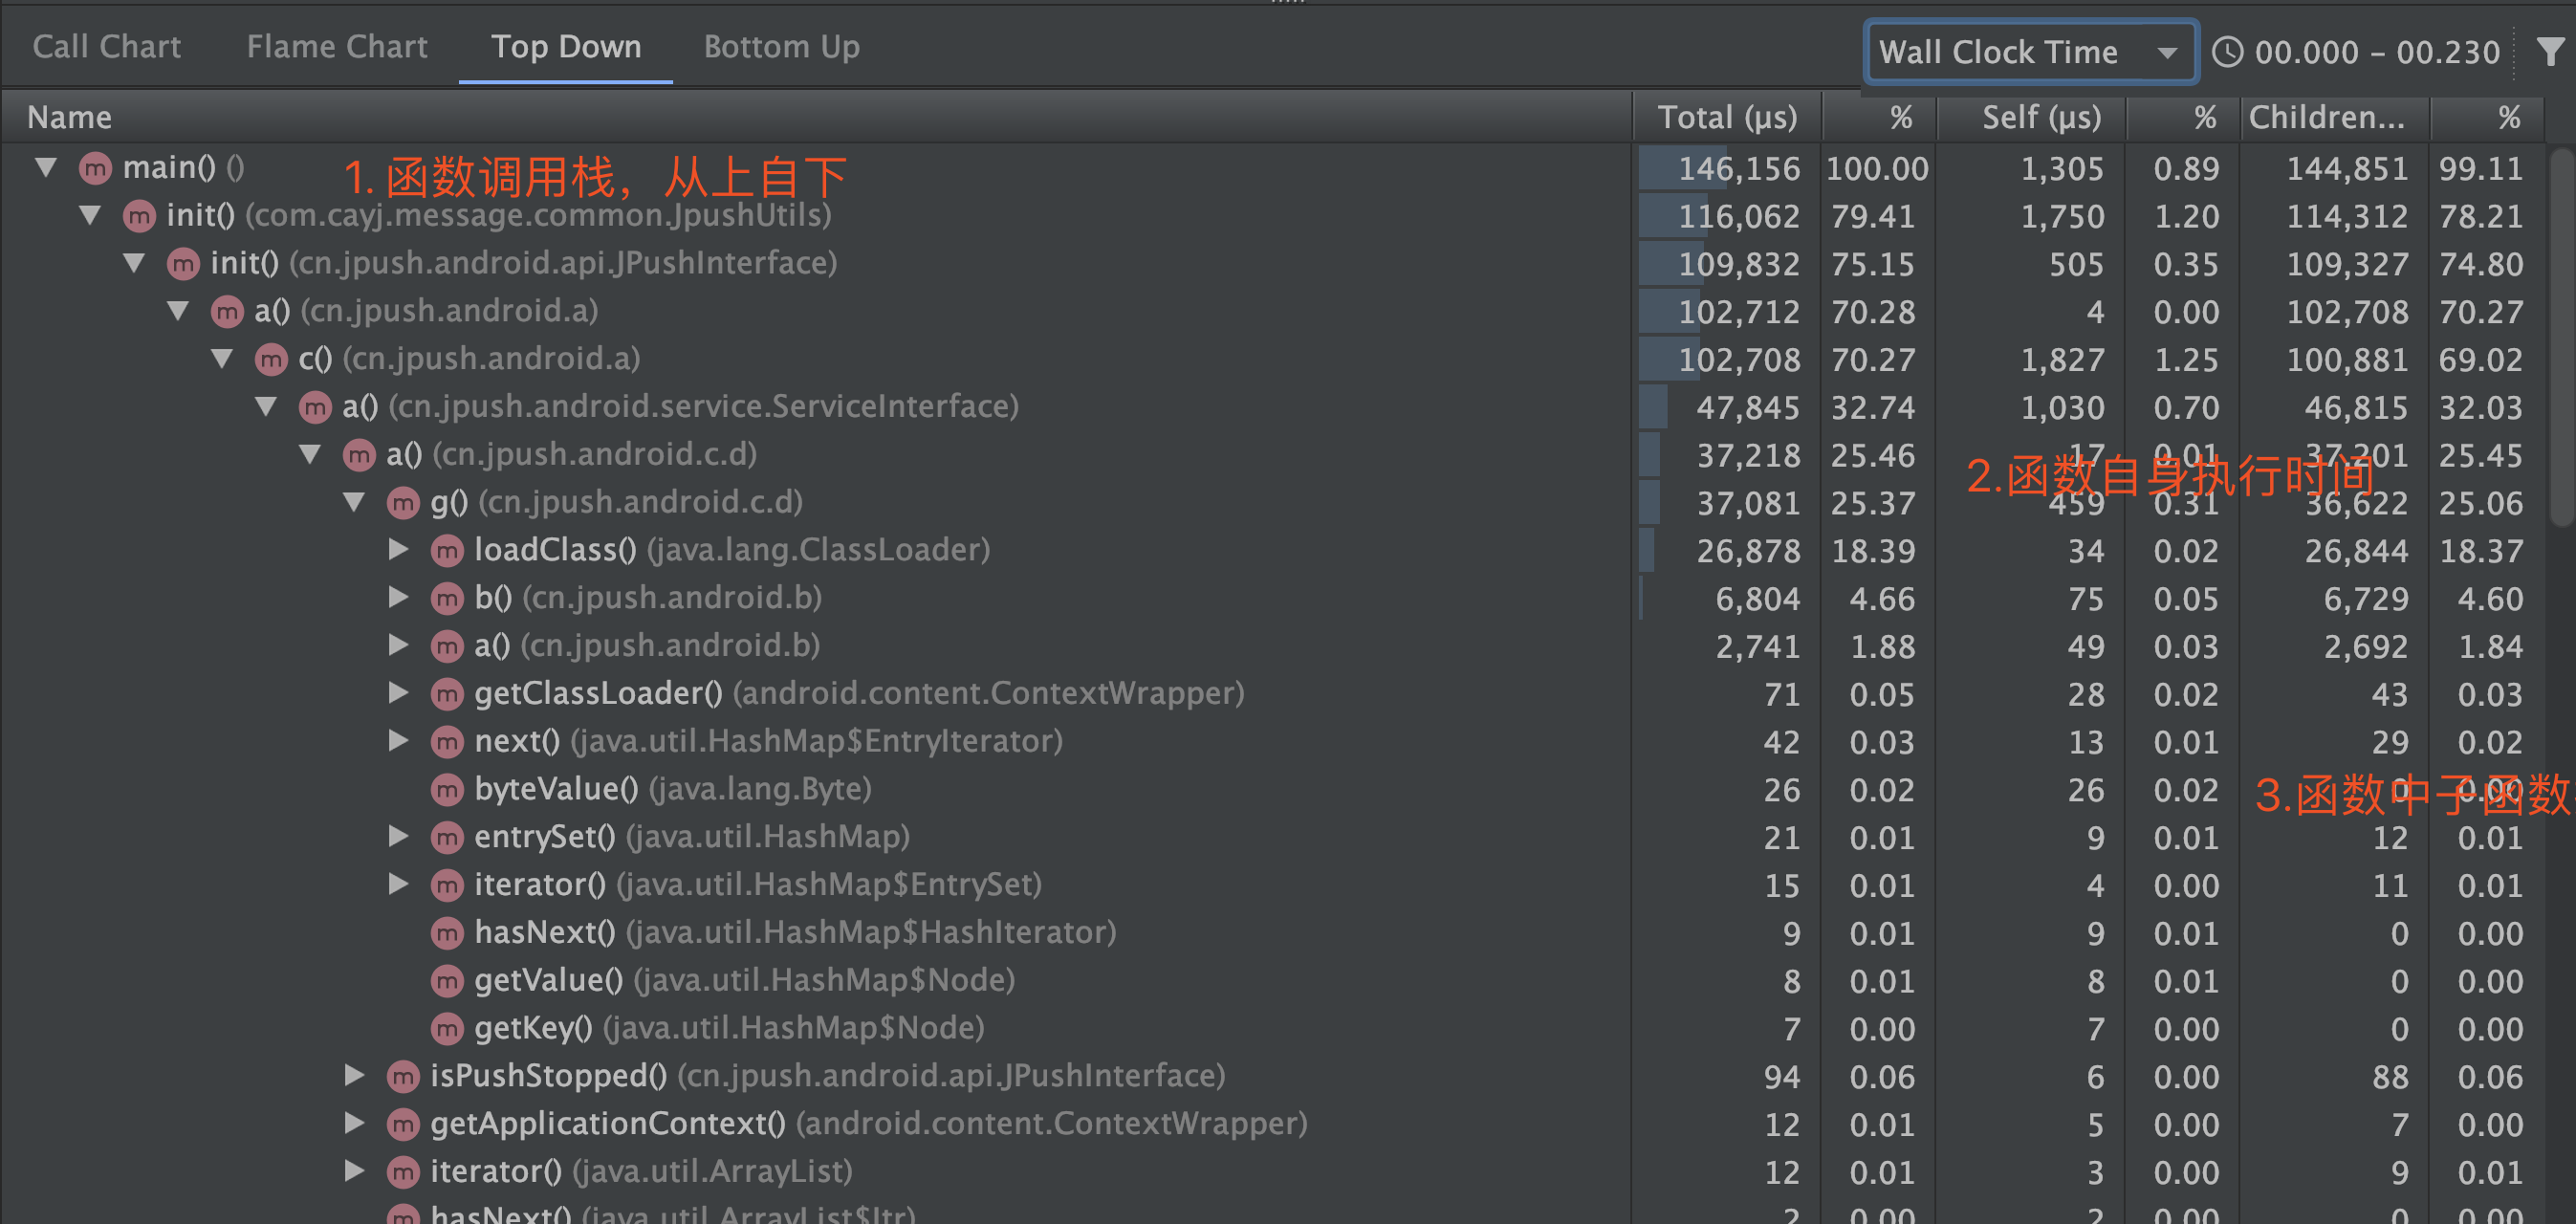 Call Chart Flame Chart Top Down Bottom Up Wall Clock Time 00.000 – 00.230
Name Total (μs) % Self (μs) % Children... %
main() () 146,156 100.00 1,305 0.89 144,851 99.11
1. 函数调用栈，从上自下
init() (com.cayj.message.common.JpushUtils) 116,062 79.41 1,750 1.20 114,312 78.21
init() (cn.jpush.android.api.JPushInterface) 109,832 75.15 505 0.35 109,327 74.80
a() (cn.jpush.android.a) 102,712 70.28 4 0.00 102,708 70.27
c() (cn.jpush.android.a) 102,708 70.27 1,827 1.25 100,881 69.02
a() (cn.jpush.android.service.ServiceInterface) 47,845 32.74 1,030 0.70 46,815 32.03
a() (cn.jpush.android.c.d) 37,218 25.46 17 0.01 37,201 25.45
2.函数自身执行时间
g() (cn.jpush.android.c.d) 37,081 25.37 459 0.31 36,622 25.06
loadClass() (java.lang.ClassLoader) 26,878 18.39 34 0.02 26,844 18.37
b() (cn.jpush.android.b) 6,804 4.66 75 0.05 6,729 4.60
a() (cn.jpush.android.b) 2,741 1.88 49 0.03 2,692 1.84
getClassLoader() (android.content.ContextWrapper) 71 0.05 28 0.02 43 0.03
next() (java.util.HashMap$EntryIterator) 42 0.03 13 0.01 29 0.02
byteValue() (java.lang.Byte) 26 0.02 26 0.02 0 0.00
3.函数中子函数
entrySet() (java.util.HashMap) 21 0.01 9 0.01 12 0.01
iterator() (java.util.HashMap$EntrySet) 15 0.01 4 0.00 11 0.01
hasNext() (java.util.HashMap$HashIterator) 9 0.01 9 0.01 0 0.00
getValue() (java.util.HashMap$Node) 8 0.01 8 0.01 0 0.00
getKey() (java.util.HashMap$Node) 7 0.00 7 0.00 0 0.00
isPushStopped() (cn.jpush.android.api.JPushInterface) 94 0.06 6 0.00 88 0.06
getApplicationContext() (android.content.ContextWrapper) 12 0.01 5 0.00 7 0.00
iterator() (java.util.ArrayList) 12 0.01 3 0.00 9 0.01
hasNext() (java.util.ArrayList$Itr) 2 0.00 2 0.00 0 0.00